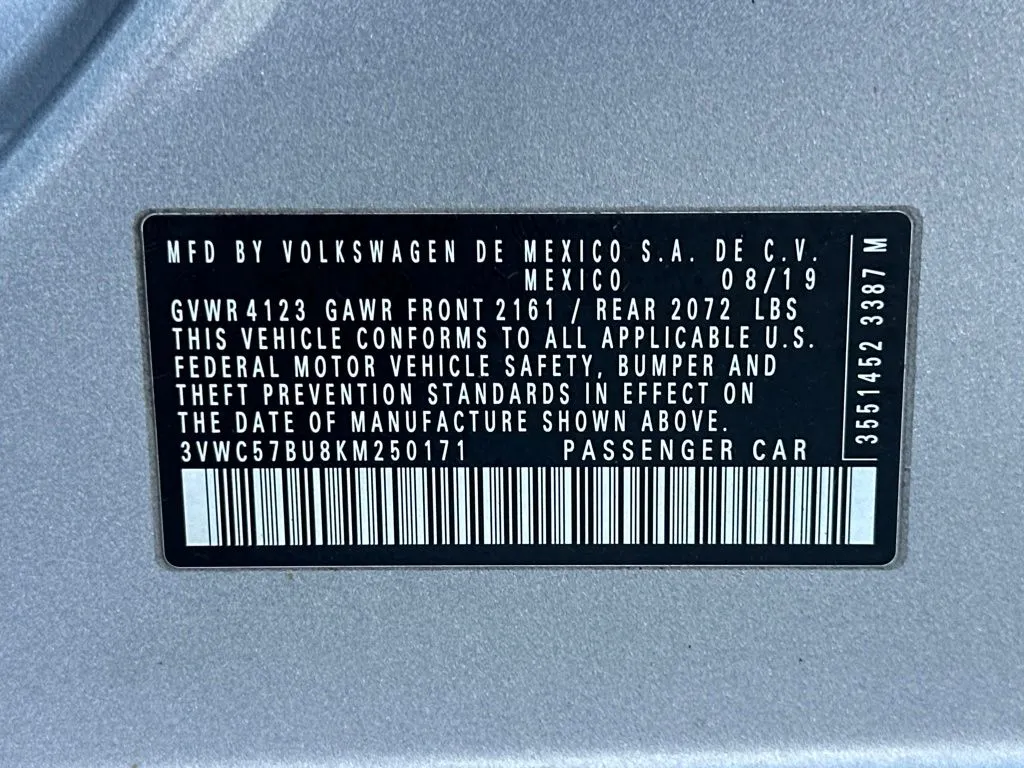 MFD BY VOLKSWAGEN DE MEXICO S.A. DE C.V.
MEXICO 08/19
GVWR 4123 GAWR FRONT 2161 / REAR 2072 LBS
THIS VEHICLE CONFORMS TO ALL APPLICABLE U.S.
FEDERAL MOTOR VEHICLE SAFETY, BUMPER AND
THEFT PREVENTION STANDARDS IN EFFECT ON
THE DATE OF MANUFACTURE SHOWN ABOVE.
3VWC57BU8KM250171 PASSENGER CAR
3551452 3387 M